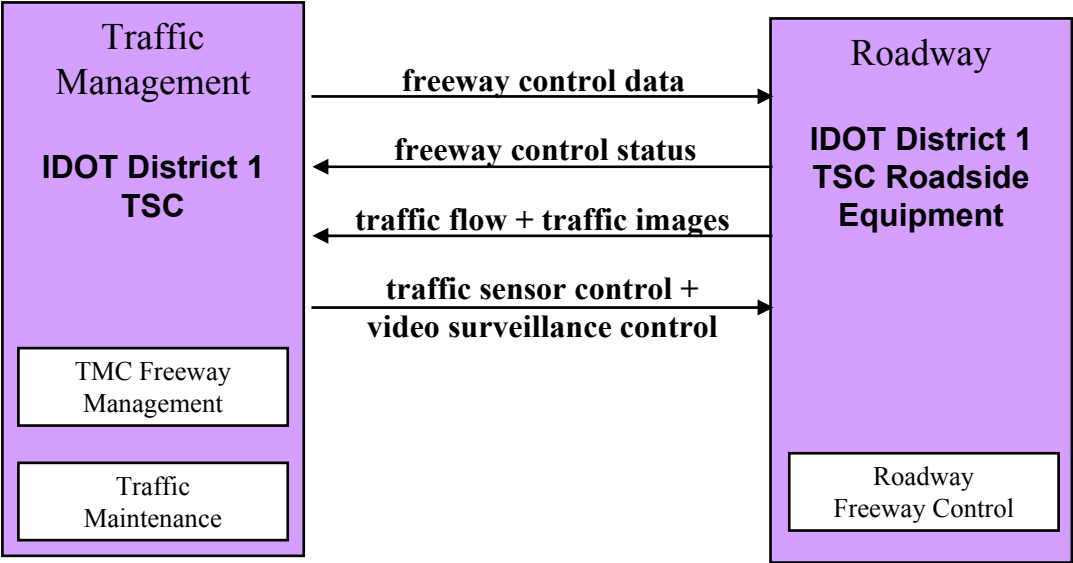 Traffic
Management
IDOT District 1
TSC
TMC Freeway
Management
Traffic
Maintenance
freeway control data
freeway control status
traffic flow + traffic images
traffic sensor control +
video surveillance control
Roadway
IDOT District 1
TSC Roadside
Equipment
Roadway
Freeway Control